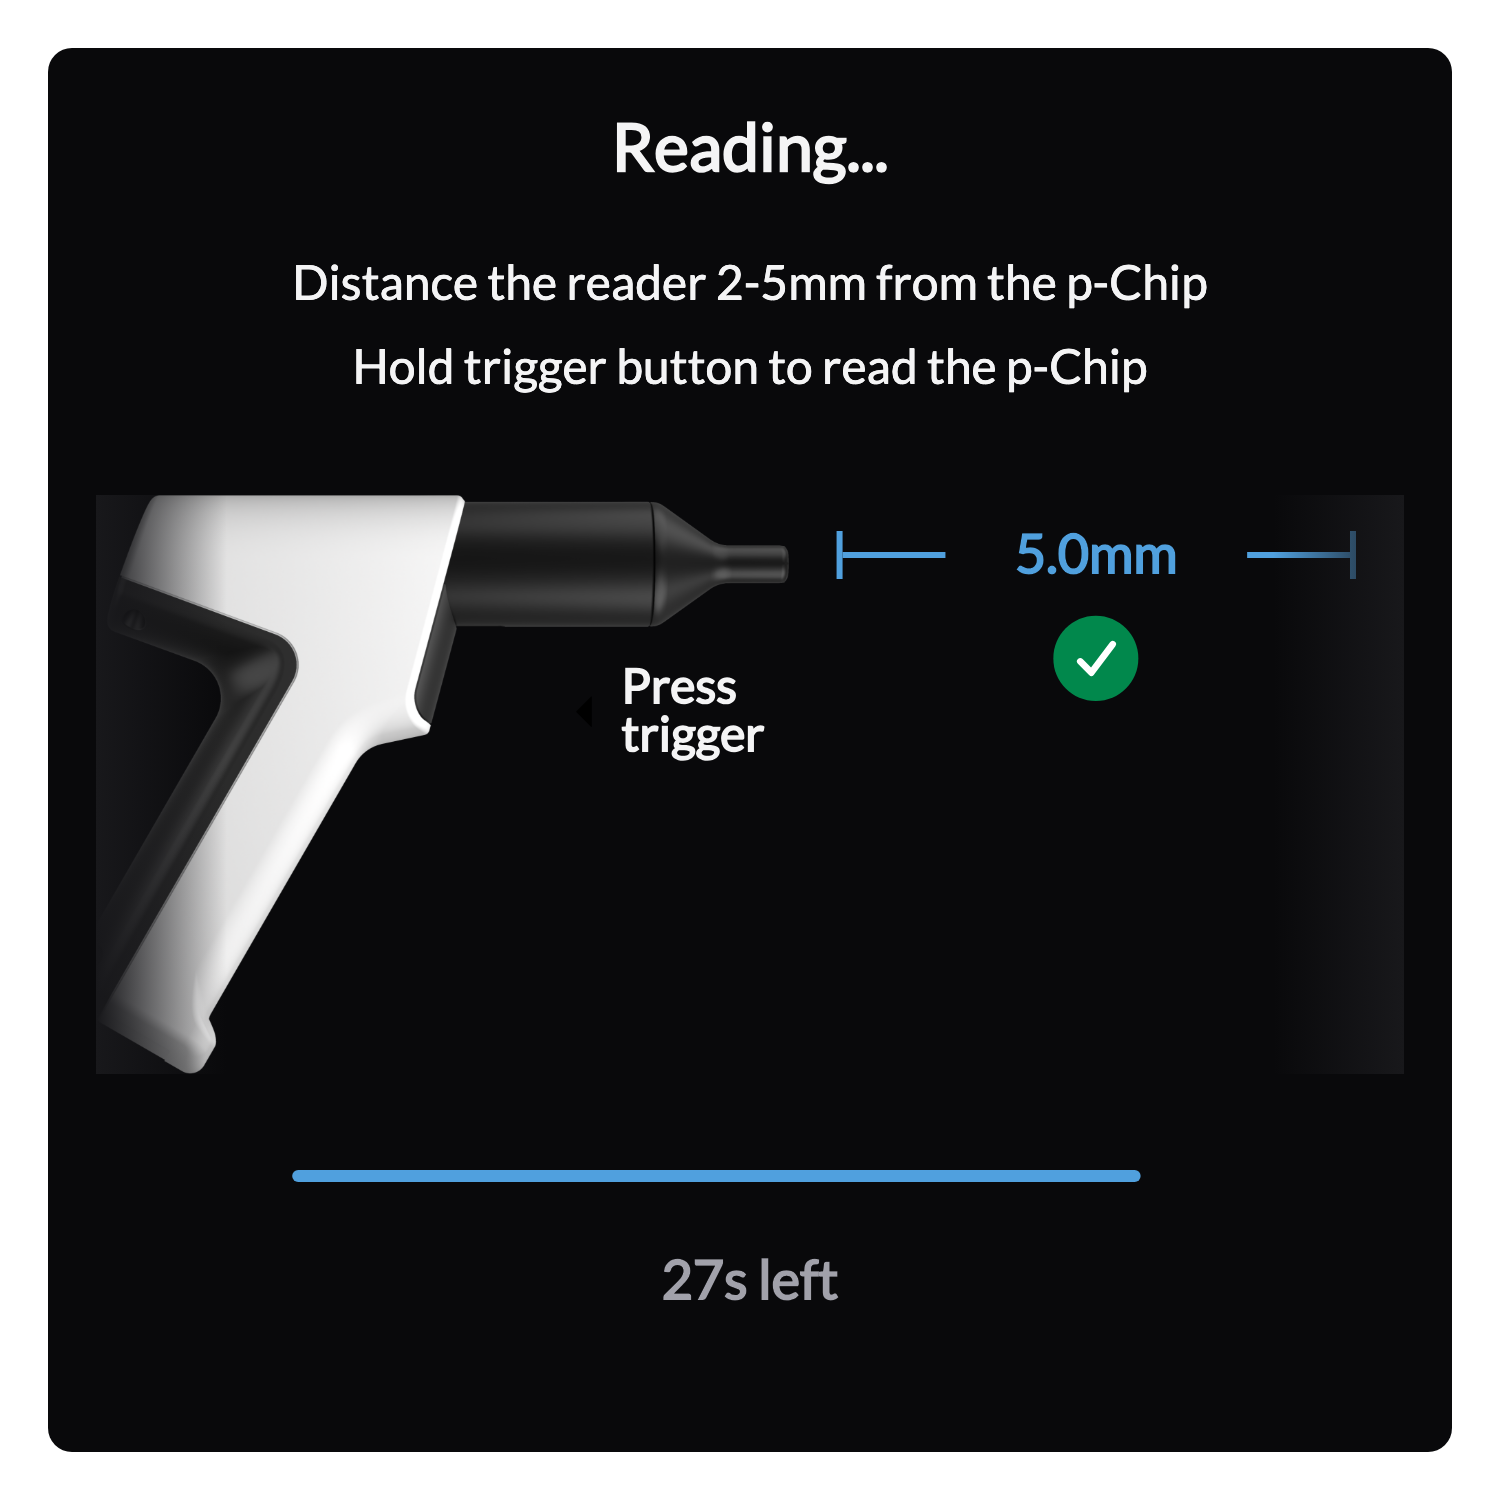 Reading...
Distance the reader 2-5mm from the p-Chip
Hold trigger button to read the p-Chip
5.0mm
Press
trigger
27s left